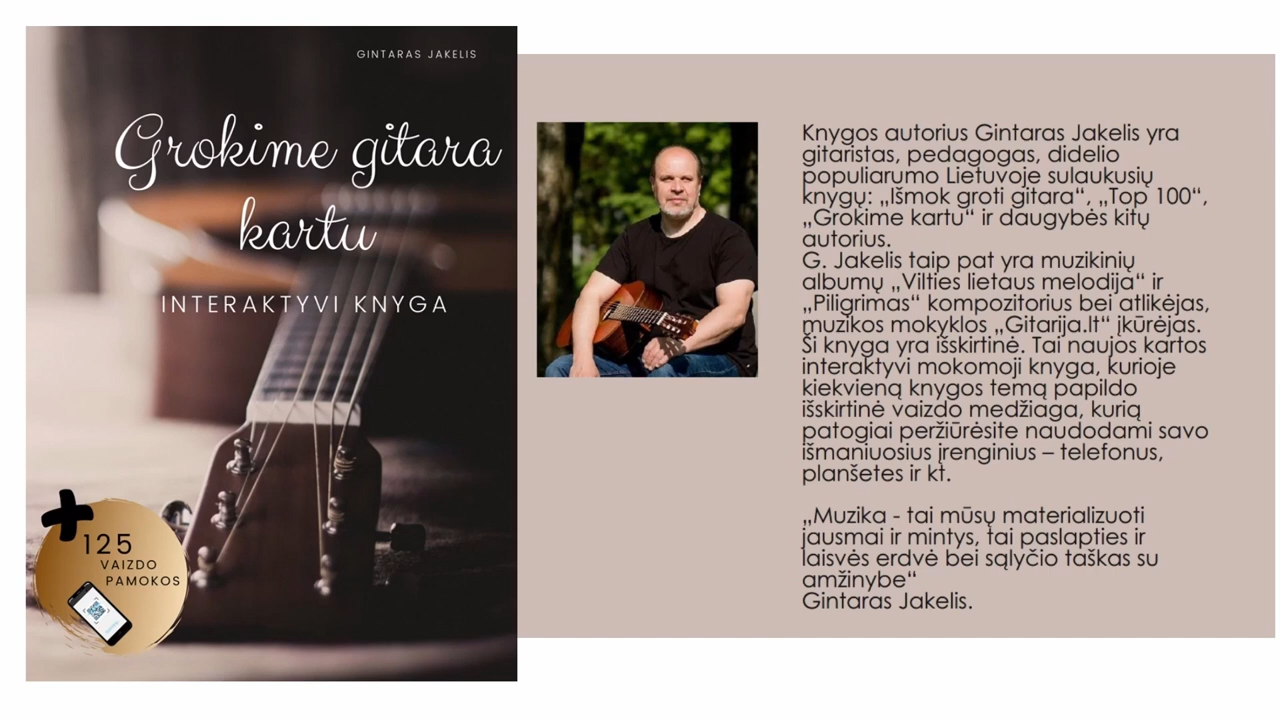 GINTARAS JAKELIS
Grokime gitara
kartu
INTERAKTYVI KNYGA
125
VAIZDO
PAMOKOS
Knygos autorius Gintaras Jakelis yra
gitaristas, pedagogas, didelio
populiarumo Lietuvoje sulaukusių
knygų: „Išmok groti gitara“, „Top 100“,
„Grokime kartu“ ir daugybės kitų
autorius.
G. Jakelis taip pat yra muzikinių
albumų „Vilties lietaus melodija“ ir
„Piligrimas“ kompozitorius bei atlikėjas,
muzikos mokyklos „Gitarija.lt“ įkūrėjas.
Ši knyga yra išskirtinė. Tai naujos kartos
interaktyvi mokomoji knyga, kurioje
kiekvieną knygos temą papildo
išskirtinė vaizdo medžiaga, kurią
patogiai peržiūrėsite naudodami savo
išmaniuosius įrenginius – telefonus,
planšetes ir kt.
„Muzika - tai mūsų materializuoti
jausmai ir mintys, tai paslapties ir
laisvės erdvė bei sąlyčio taškas su
amžinybe“
Gintaras Jakelis.